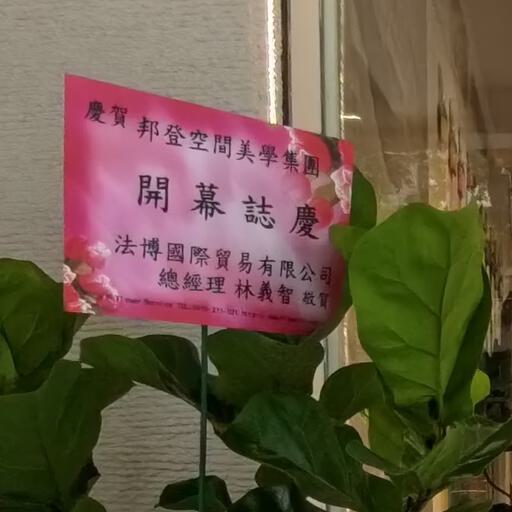 慶賀 邦登空間美學集團
開幕誌慶
法博國際貿易有限公司
總經理 林義智 敬賀